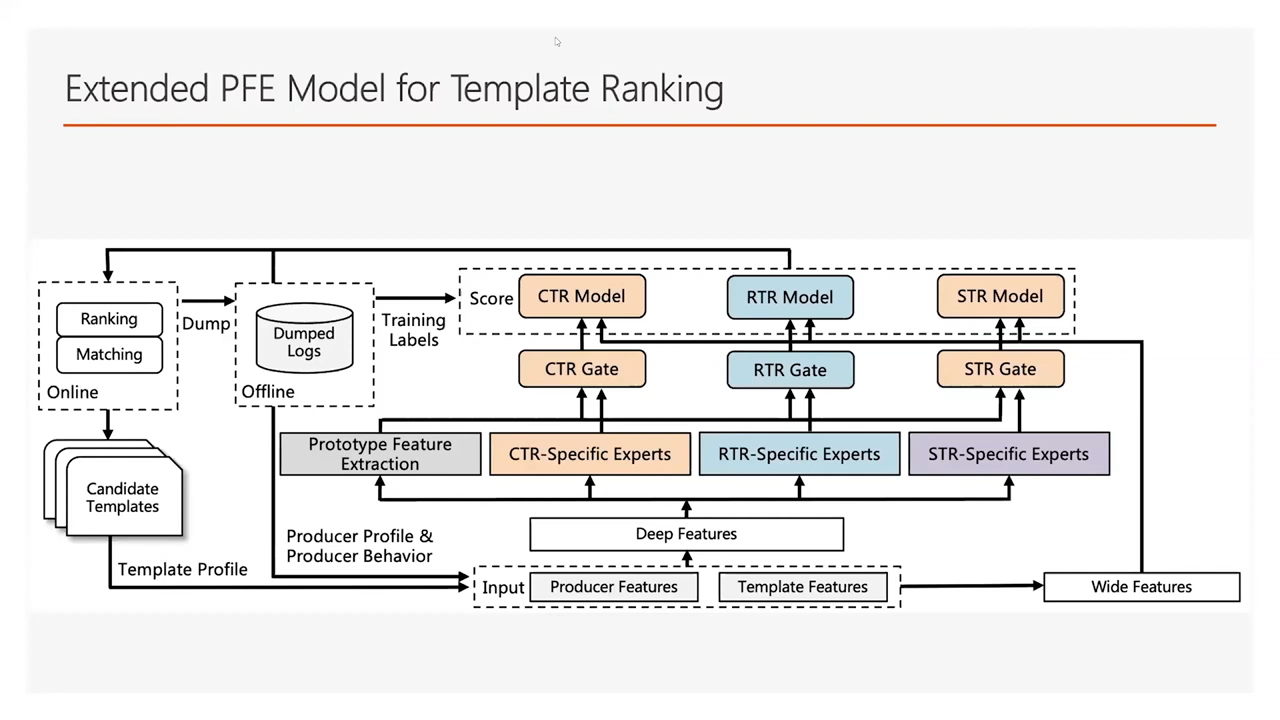 Extended PFE Model for Template Ranking
Ranking
Matching
Online
Dump
Dumped
Logs
Offline
Training
Labels
Score
CTR Model
RTR Model
STR Model
CTR Gate
RTR Gate
STR Gate
Prototype Feature
Extraction
CTR-Specific Experts
RTR-Specific Experts
STR-Specific Experts
Candidate
Templates
Deep Features
Producer Profile &
Producer Behavior
Template Profile
Input
Producer Features
Template Features
Wide Features